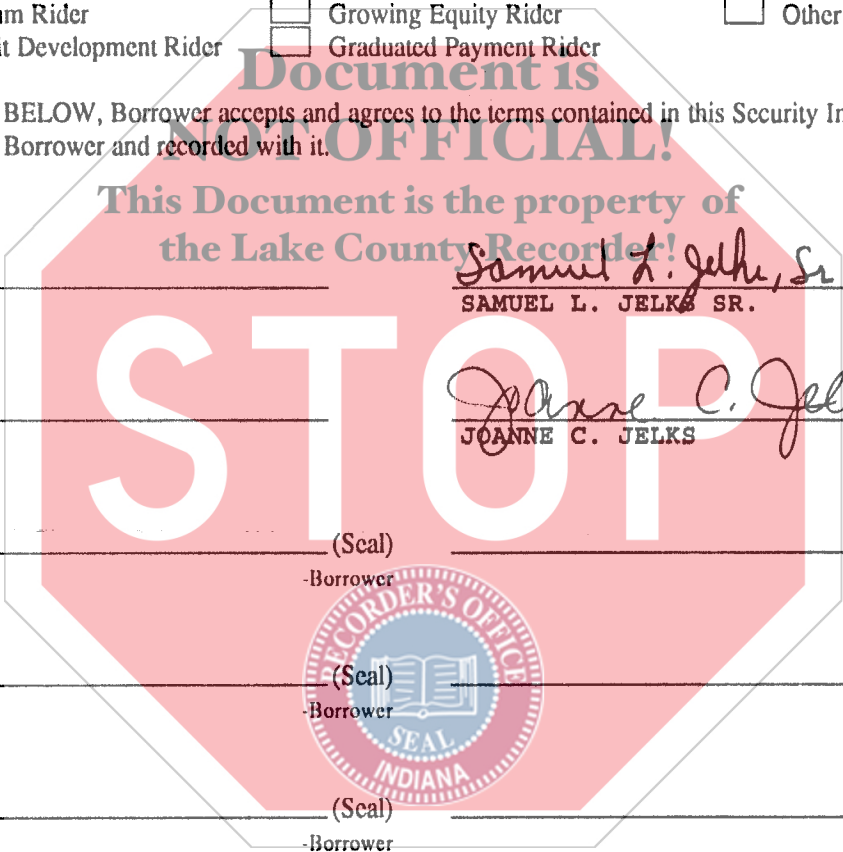 m Rider Growing Equity Rider Other
it Development Rider Graduated Payment Rider
Document is
BELOW, Borrower accepts and agrees to the terms contained in this Security In
NOT OFFICIAL!
Borrower and recorded with it.
This Document is the property of
the Lake County Recorder!
Samuel L. Jelks, Sr
SAMUEL L. JELKS SR.
STOP
Joanne C. Jel
JOANNE C. JELKS
(Seal)
-Borrower
RECORDER'S OFFICE
(Seal)
-Borrower
SEAL
INDIANA
(Seal)
-Borrower